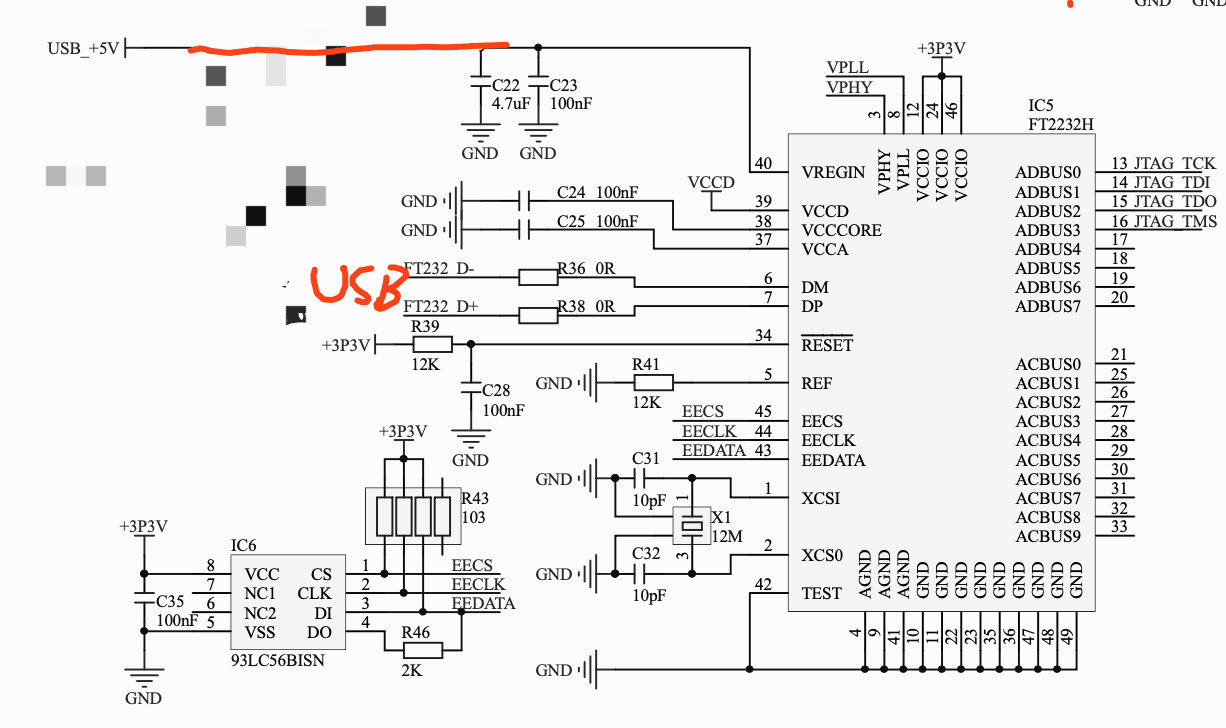 GND GND
USB_+5V
C22
4.7uF
C23
100nF
GND
GND
+3P3V
VPLL
VPHY
3
8
12
24
46
IC5
FT2232H
VPHY
VPLL
VCCIO
VCCIO
VCCIO
40 VREGIN
VCCD
39 VCCD
GND C24 100nF
38 VCCCORE
GND C25 100nF
37 VCCA
USB
FT232_D- R36 0R 6 DM
FT232_D+ R38 0R 7 DP
+3P3V R39 12K
34 RESET
C28
100nF
GND
GND R41 12K 5 REF
EECS 45 EECS
EECLK 44 EECLK
EEDATA 43 EEDATA
GND C31 10pF 1 XCSI
1
X1
12M
3
GND C32 10pF 2 XCS0
42 TEST
GND
ADBUS0 13 JTAG_TCK
ADBUS1 14 JTAG_TDI
ADBUS2 15 JTAG_TDO
ADBUS3 16 JTAG_TMS
ADBUS4 17
ADBUS5 18
ADBUS6 19
ADBUS7 20
ACBUS0 21
ACBUS1 25
ACBUS2 26
ACBUS3 27
ACBUS4 28
ACBUS5 29
ACBUS6 30
ACBUS7 31
ACBUS8 32
ACBUS9 33
AGND 4
AGND 9
AGND 41
GND 10
GND 11
GND 22
GND 23
GND 35
GND 36
GND 47
GND 48
GND 49
+3P3V
R43
103
+3P3V
IC6
8 VCC CS 1 EECS
7 NC1 CLK 2 EECLK
6 NC2 DI 3 EEDATA
5 VSS DO 4
C35
100nF
93LC56BISN
R46
2K
GND